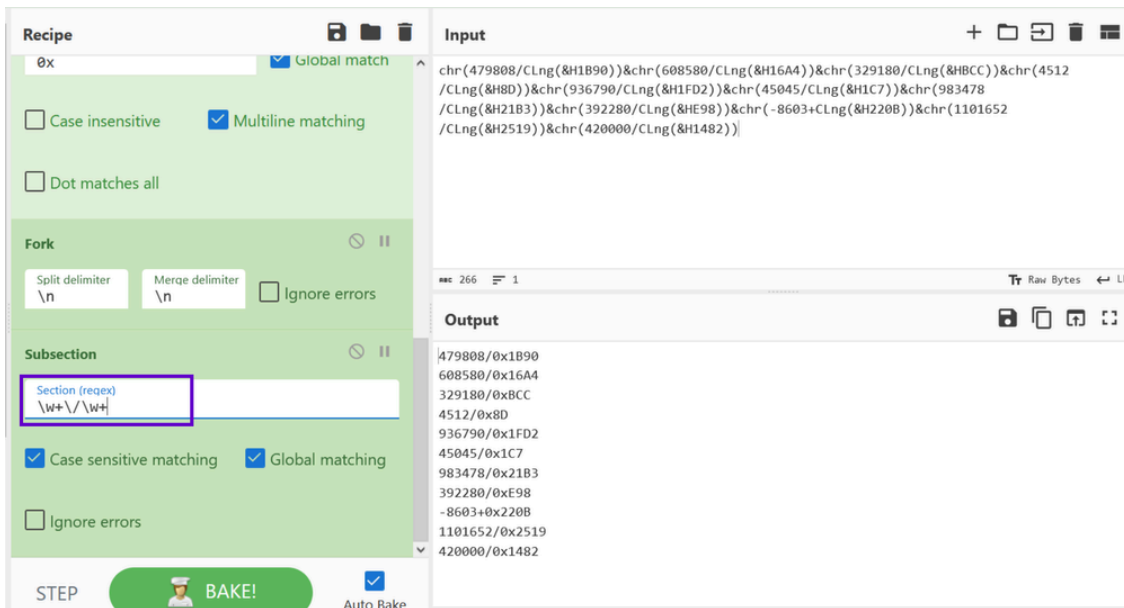 Recipe
0x
Global match
Case insensitive
Multiline matching
Dot matches all
Fork
Split delimiter
\n
Merge delimiter
\n
Ignore errors
Subsection
Section (regex)
\w+\/\w+
Case sensitive matching
Global matching
Ignore errors
STEP
BAKE!
Auto Bake
Input
chr(479808/CLng(&H1B90))&chr(608580/CLng(&H16A4))&chr(329180/CLng(&HBCC))&chr(4512
/CLng(&H8D))&chr(936790/CLng(&H1FD2))&chr(45045/CLng(&H1C7))&chr(983478
/CLng(&H21B3))&chr(392280/CLng(&HE98))&chr(-8603+CLng(&H220B))&chr(1101652
/CLng(&H2519))&chr(420000/CLng(&H1482))
ABC 266
1
Tт Raw Bytes
Output
479808/0x1B90
608580/0x16A4
329180/0xBCC
4512/0x8D
936790/0x1FD2
45045/0x1C7
983478/0x21B3
392280/0xE98
-8603+0x220B
1101652/0x2519
420000/0x1482